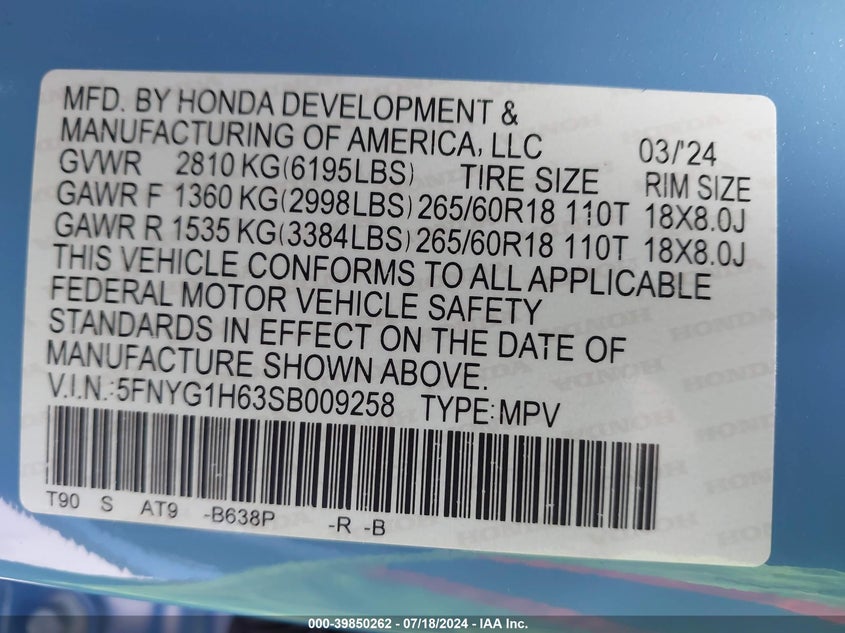 MFD. BY HONDA DEVELOPMENT &
MANUFACTURING OF AMERICA, LLC 03/'24
GVWR 2810 KG(6195LBS) TIRE SIZE RIM SIZE
GAWR F 1360 KG(2998LBS) 265/60R18 110T 18X8.0J
GAWR R 1535 KG(3384LBS) 265/60R18 110T 18X8.0J
THIS VEHICLE CONFORMS TO ALL APPLICABLE
FEDERAL MOTOR VEHICLE SAFETY
STANDARDS IN EFFECT ON THE DATE OF
MANUFACTURE SHOWN ABOVE.
V.I.N.:5FNYG1H63SB009258 TYPE:MPV
T90 S AT9 -B638P -R -B
000-39850262 / 07/18/2024 / IAA Inc.